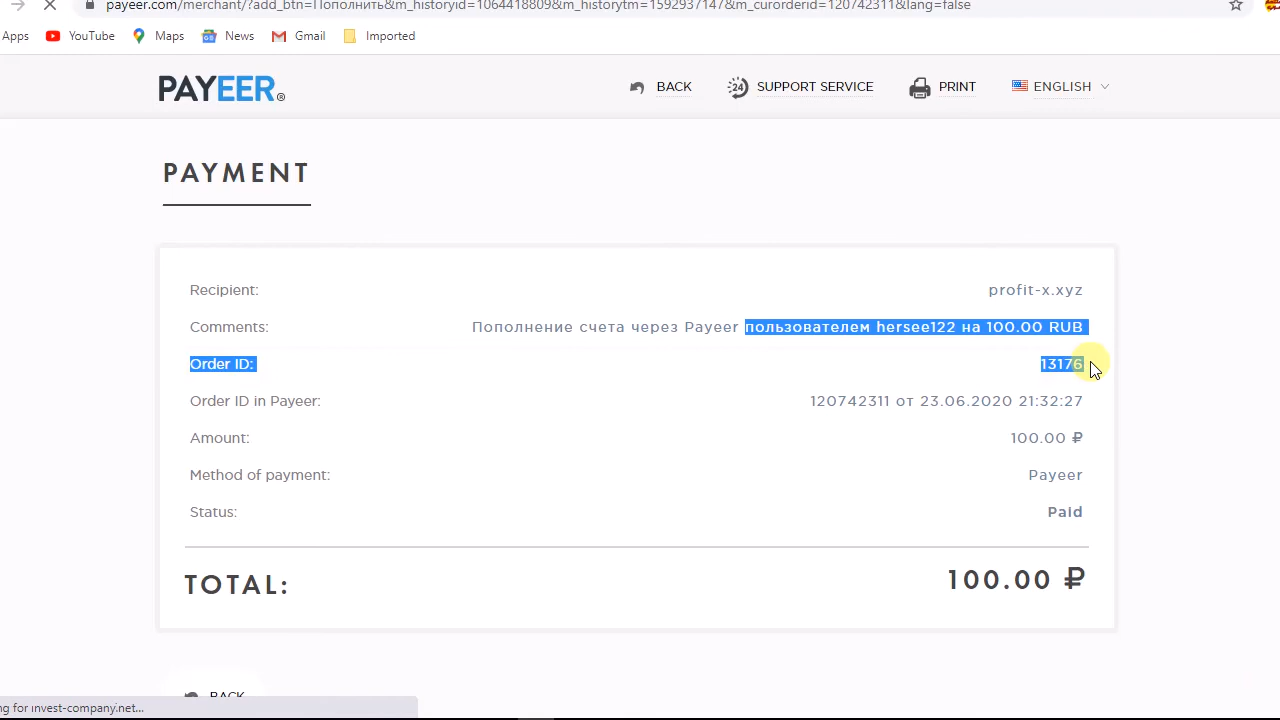 payeer.com/merchant/?add_btn=Пополнить&m_historyid=1064418809&m_historytm=1592937147&m_curorderid=120742311&lang=false
Apps YouTube Maps News Gmail Imported
PAYEER® BACK 24 SUPPORT SERVICE PRINT ENGLISH
PAYMENT
Recipient: profit-x.xyz
Comments: Пополнение счета через Payeer пользователем hersee122 на 100.00 RUB
Order ID: 13176
Order ID in Payeer: 120742311 от 23.06.2020 21:32:27
Amount: 100.00 ₽
Method of payment: Payeer
Status: Paid
TOTAL: 100.00 ₽
BACK
ng for invest-company.net...